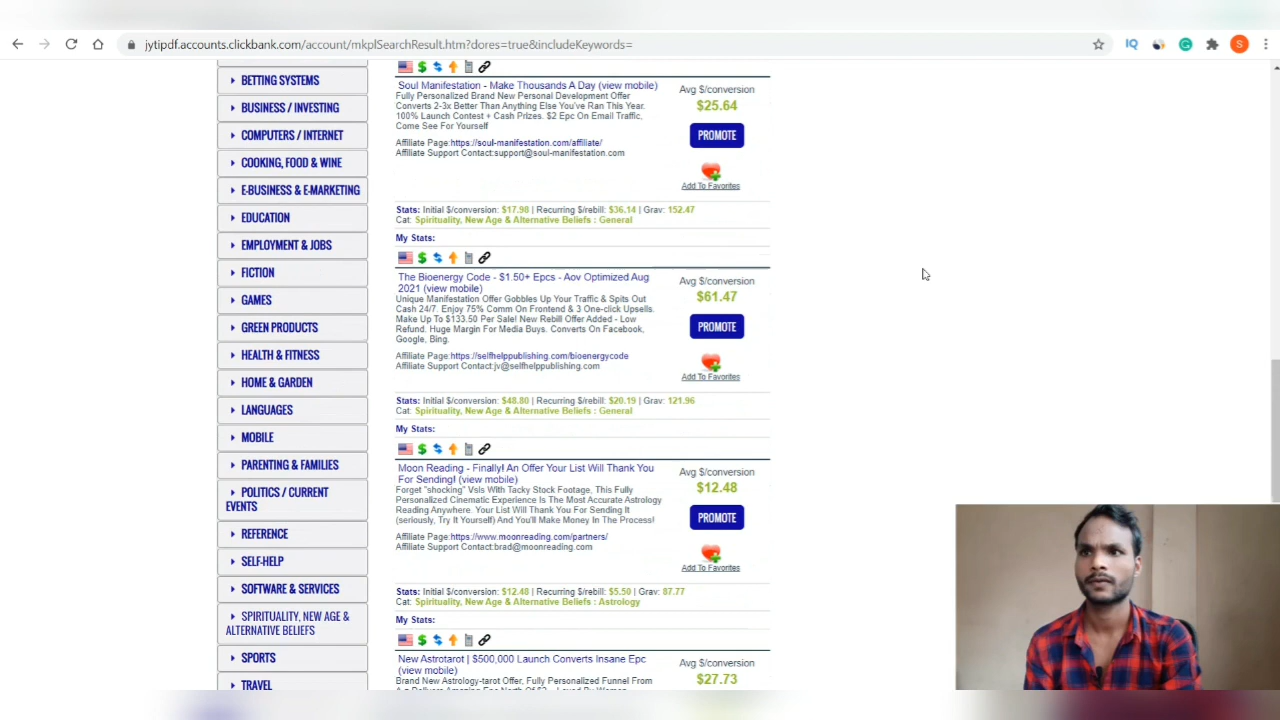 jytipdf.accounts.clickbank.com/account/mkplSearchResult.htm?dores=true&includeKeywords=
IQ
S
BETTING SYSTEMS
BUSINESS / INVESTING
COMPUTERS / INTERNET
COOKING, FOOD & WINE
E-BUSINESS & E-MARKETING
EDUCATION
EMPLOYMENT & JOBS
FICTION
GAMES
GREEN PRODUCTS
HEALTH & FITNESS
HOME & GARDEN
LANGUAGES
MOBILE
PARENTING & FAMILIES
POLITICS / CURRENT
EVENTS
REFERENCE
SELF-HELP
SOFTWARE & SERVICES
SPIRITUALITY, NEW AGE &
ALTERNATIVE BELIEFS
SPORTS
TRAVEL
Soul Manifestation - Make Thousands A Day (view mobile)
Fully Personalized Brand New Personal Development Offer
Converts 2-3x Better Than Anything Else You've Ran This Year.
100% Launch Contest + Cash Prizes. $2 Epc On Email Traffic,
Come See For Yourself
Affiliate Page:https://soul-manifestation.com/affiliate/
Affiliate Support Contact:support@soul-manifestation.com
Avg $/conversion
$25.64
PROMOTE
Add To Favorites
Stats: Initial $/conversion: $17.98 | Recurring $/rebill: $36.14 | Grav: 152.47
Cat: Spirituality, New Age & Alternative Beliefs : General
My Stats:
The Bioenergy Code - $1.50+ Epcs - Aov Optimized Aug
2021 (view mobile)
Unique Manifestation Offer Gobbles Up Your Traffic & Spits Out
Cash 24/7. Enjoy 75% Comm On Frontend & 3 One-click Upsells.
Make Up To $133.50 Per Sale! New Rebill Offer Added - Low
Refund. Huge Margin For Media Buys. Converts On Facebook,
Google, Bing.
Affiliate Page:https://selfhelppublishing.com/bioenergycode
Affiliate Support Contact:jv@selfhelppublishing.com
Avg $/conversion
$61.47
PROMOTE
Add To Favorites
Stats: Initial $/conversion: $48.80 | Recurring $/rebill: $20.19 | Grav: 121.96
Cat: Spirituality, New Age & Alternative Beliefs : General
My Stats:
Moon Reading - Finally! An Offer Your List Will Thank You
For Sending! (view mobile)
Forget "shocking" Vsls With Tacky Stock Footage, This Fully
Personalized Cinematic Experience Is The Most Accurate Astrology
Reading Anywhere. Your List Will Thank You For Sending It
(seriously, Try It Yourself) And You'll Make Money In The Process!
Affiliate Page:https://www.moonreading.com/partners/
Affiliate Support Contact:brad@moonreading.com
Avg $/conversion
$12.48
PROMOTE
Add To Favorites
Stats: Initial $/conversion: $12.48 | Recurring $/rebill: $5.50 | Grav: 87.77
Cat: Spirituality, New Age & Alternative Beliefs : Astrology
My Stats:
New Astrotarot | $500,000 Launch Converts Insane Epc
(view mobile)
Brand New Astrology-tarot Offer, Fully Personalized Funnel From
Avg $/conversion
$27.73